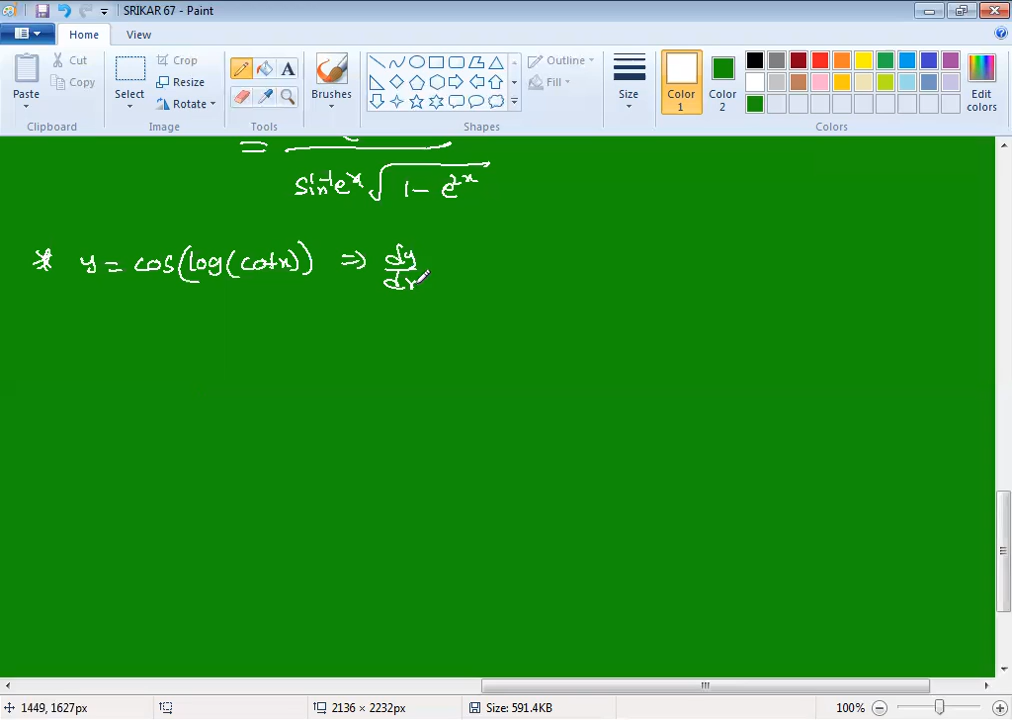 SRIKAR 67 - Paint
Home
View
Paste
Cut
Copy
Clipboard
Select
Crop
Resize
Rotate
Image
A
Tools
Brushes
Outline
Fill
Shapes
Size
Color 1
Color 2
Edit colors
Colors
=
sin⁻¹eˣ√1 - e²ˣ
* y = cos(log(cotx)) ⇒ dy
dx
1449, 1627px
2136 × 2232px
Size: 591.4KB
100%